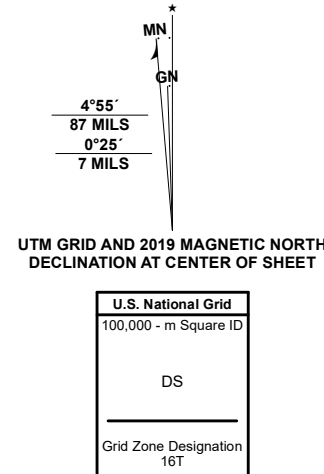 ★
MN
GN
4°55´
87 MILS
0°25´
7 MILS
UTM GRID AND 2019 MAGNETIC NORTH
DECLINATION AT CENTER OF SHEET
U.S. National Grid
100,000 - m Square ID
DS
Grid Zone Designation
16T